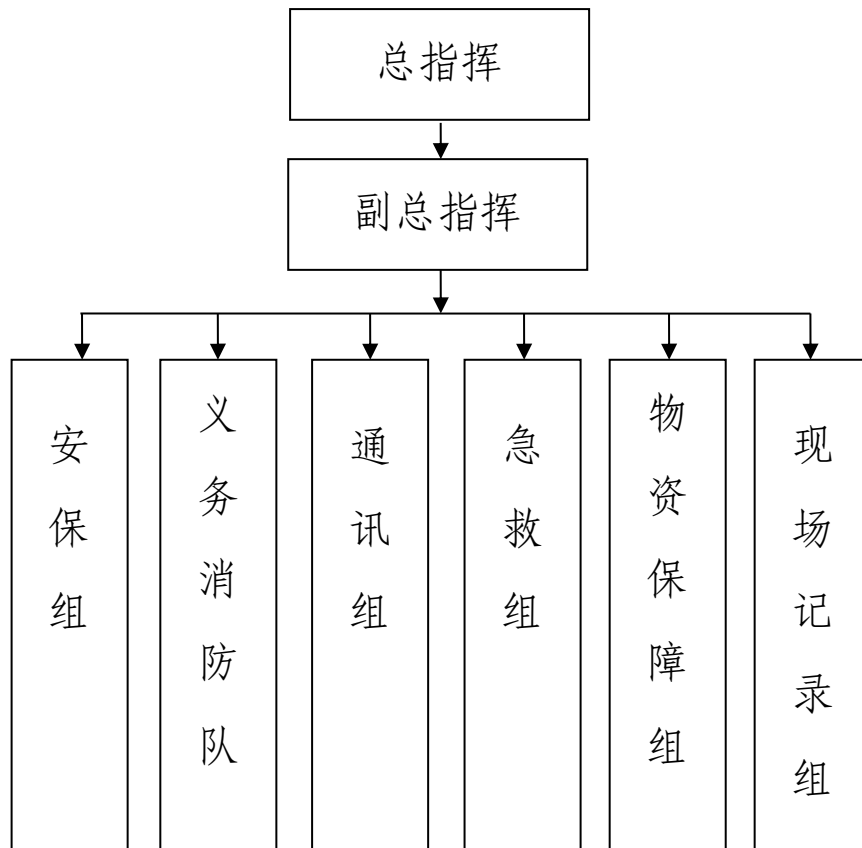 总指挥
副总指挥
安保组
义务消防队
通讯组
急救组
物资保障组
现场记录组